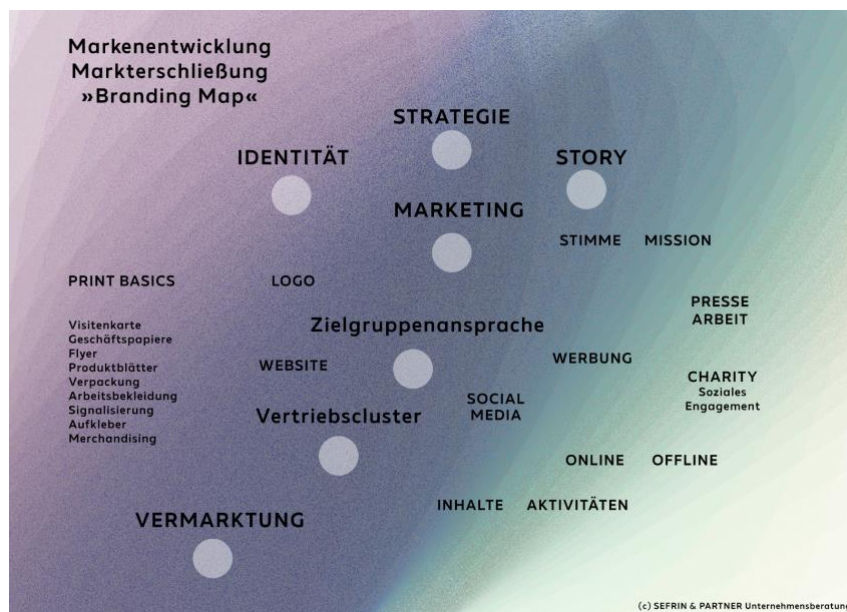 Markenentwicklung
Markterschließung
»Branding Map«
STRATEGIE
IDENTITÄT
STORY
MARKETING
STIMME
MISSION
PRINT BASICS
LOGO
PRESSE
ARBEIT
Visitenkarte
Geschäftspapiere
Flyer
Produktblätter
Verpackung
Arbeitsbekleidung
Signalisierung
Aufkleber
Merchandising
Zielgruppenansprache
WEBSITE
WERBUNG
CHARITY
Soziales
Engagement
SOCIAL
MEDIA
Vertriebscluster
ONLINE
OFFLINE
INHALTE
AKTIVITÄTEN
VERMARKTUNG
(c) SEFRIN & PARTNER Unternehmensberatung